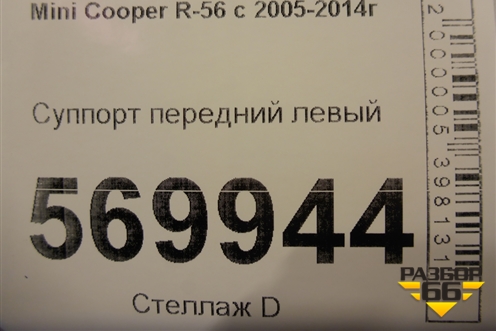 Mini Cooper R-56 с 2005-2014г
Суппорт передний левый
569944
Стеллаж D
2000005398131
РАЗБОР
66